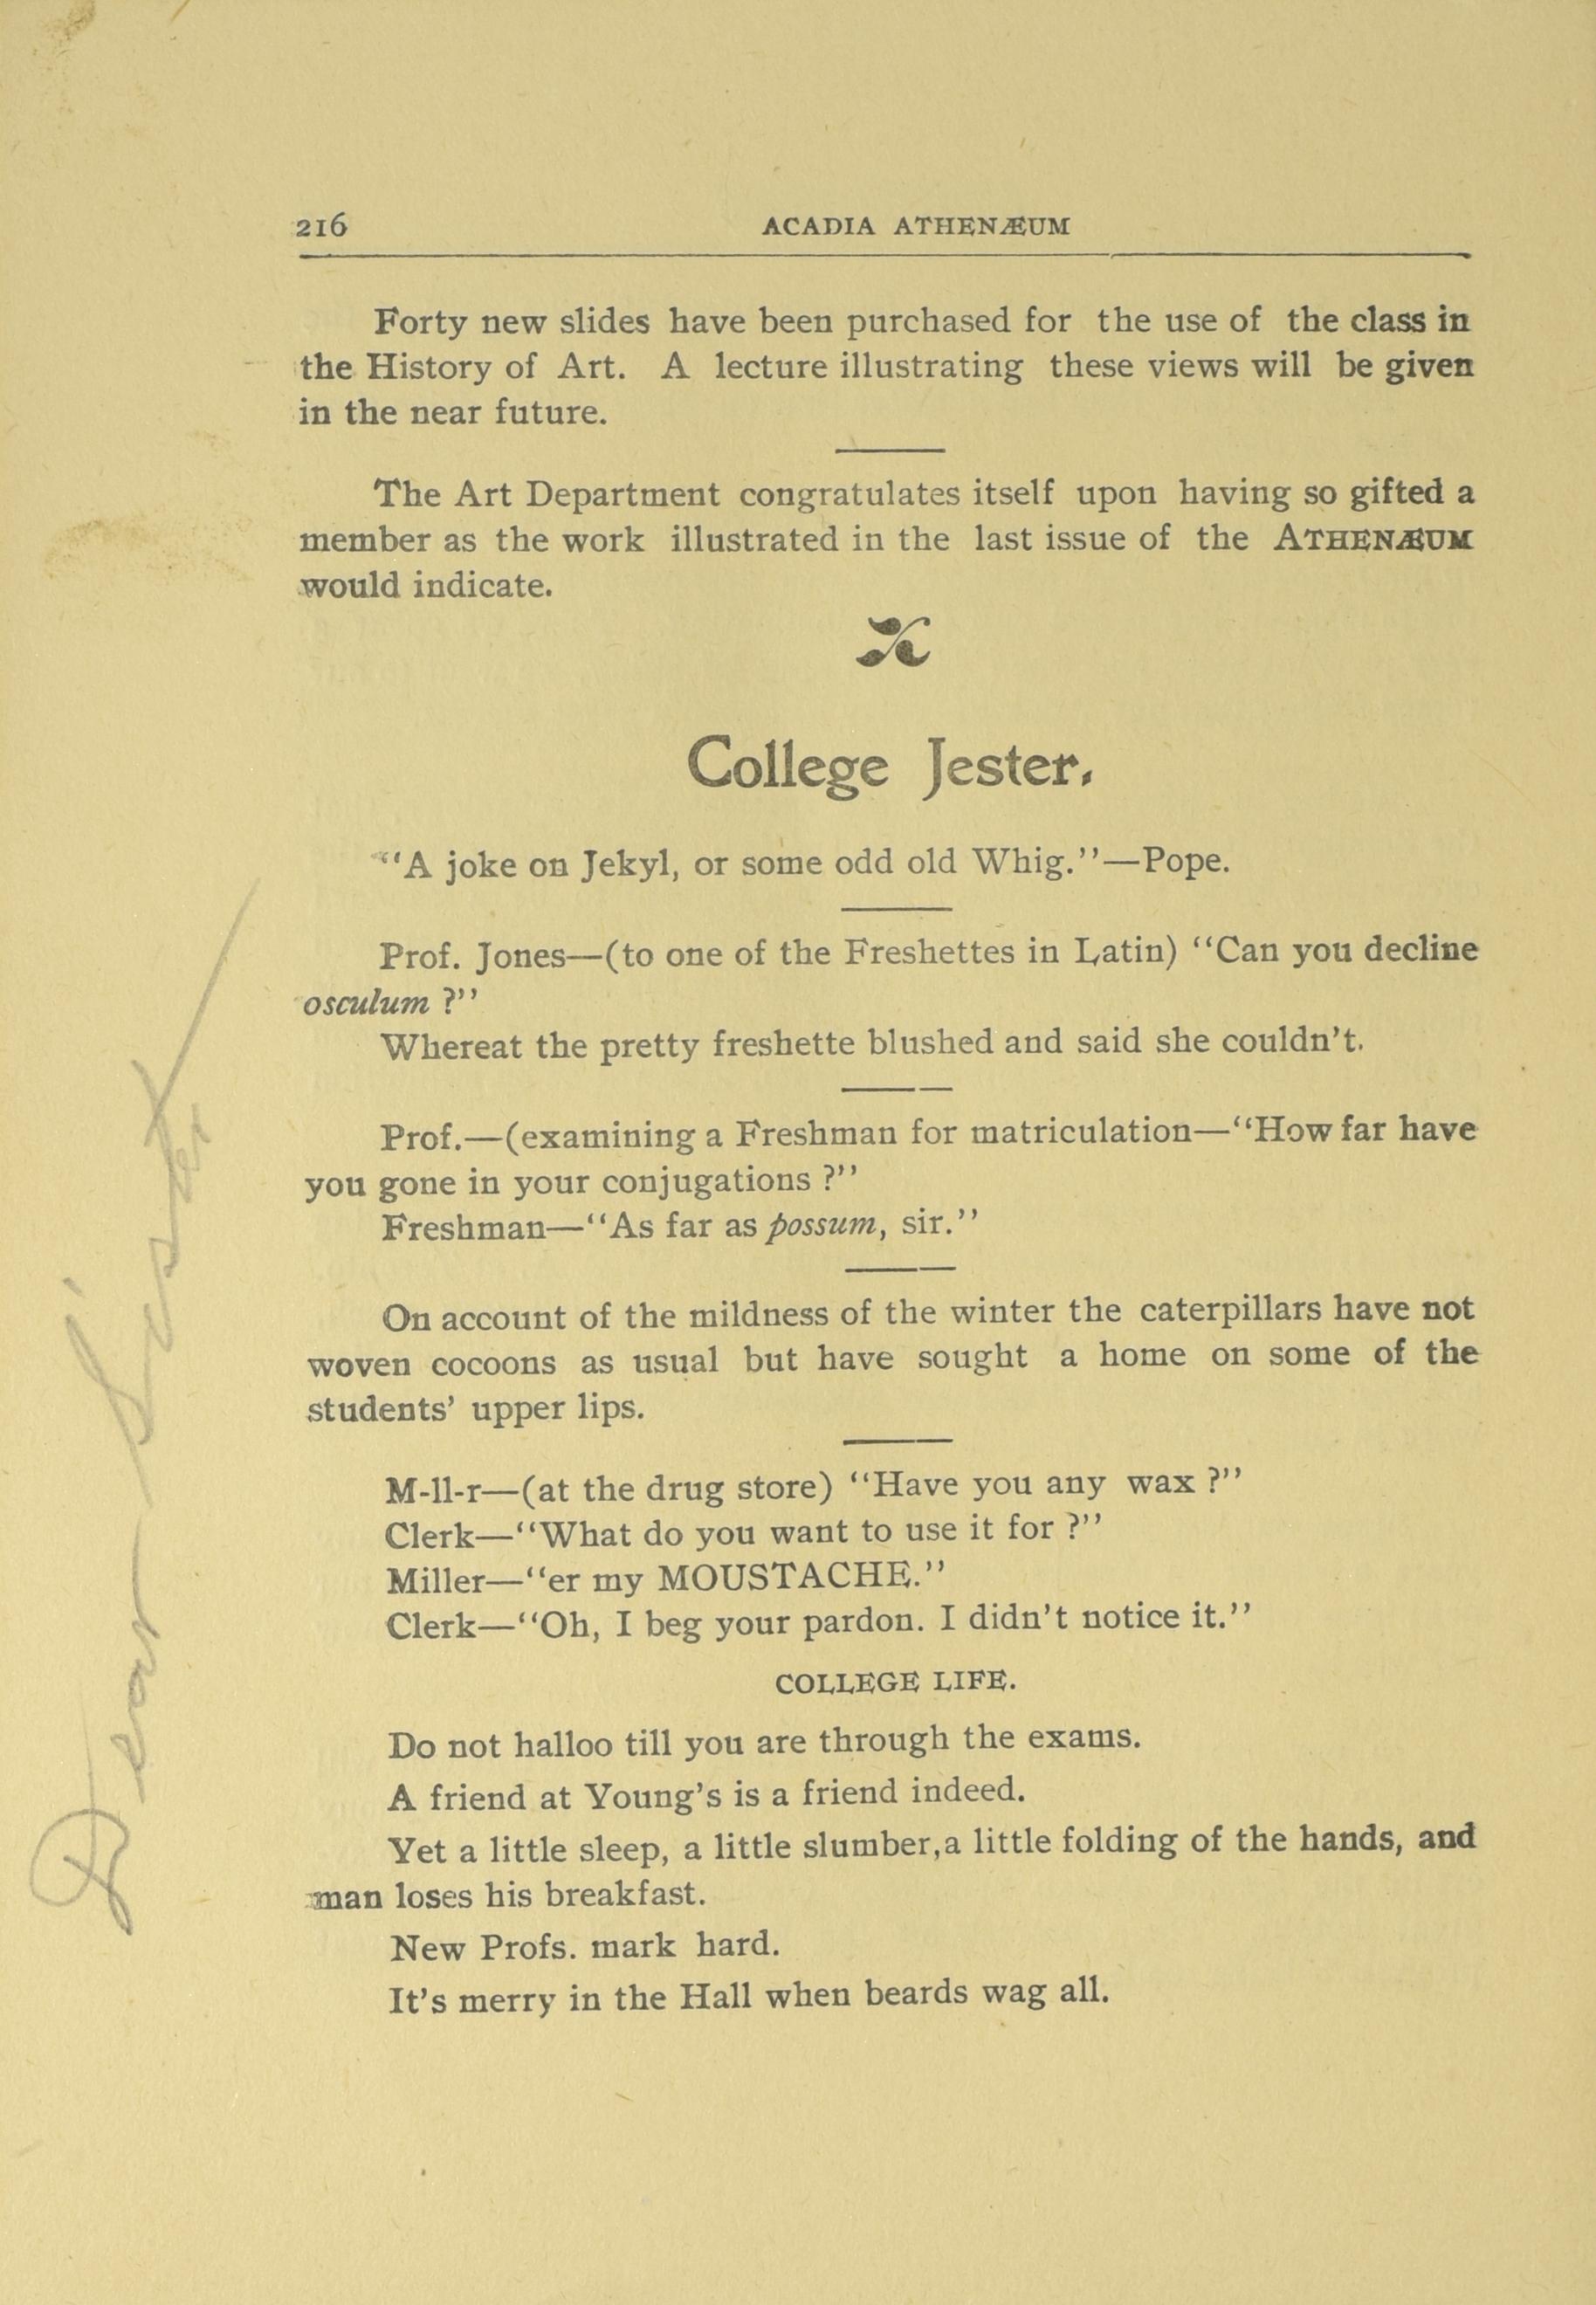 216
ACADIA ATHENÆUM
Forty new slides have been purchased for the use of the class in
the History of Art. A lecture illustrating these views will be given
in the near future.
The Art Department congratulates itself upon having so gifted a
member as the work illustrated in the last issue of the ATHENÆUM
would indicate.
College Jester.
"A joke on Jekyl, or some odd old Whig."—Pope.
Prof. Jones—(to one of the Freshettes in Latin) "Can you decline
osculum ?"
Whereat the pretty freshette blushed and said she couldn't.
Prof.—(examining a Freshman for matriculation—"How far have
you gone in your conjugations ?"
Freshman—"As far as possum, sir."
On account of the mildness of the winter the caterpillars have not
woven cocoons as usual but have sought a home on some of the
students' upper lips.
M-ll-r—(at the drug store) "Have you any wax ?"
Clerk—"What do you want to use it for ?"
Miller—"er my MOUSTACHE."
Clerk—"Oh, I beg your pardon. I didn't notice it."
COLLEGE LIFE.
Do not halloo till you are through the exams.
A friend at Young's is a friend indeed.
Yet a little sleep, a little slumber,a little folding of the hands, and
man loses his breakfast.
New Profs. mark hard.
It's merry in the Hall when beards wag all.
Dear Sister